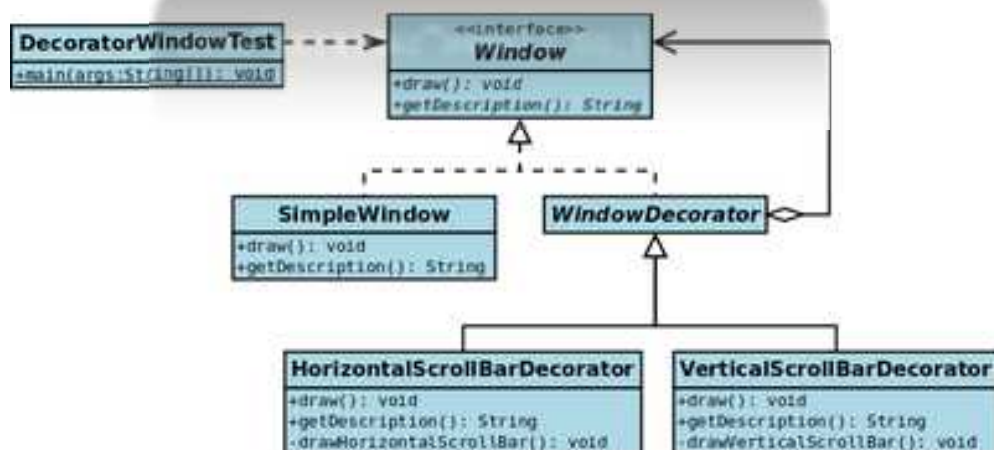 DecoratorWindowTest
+main(args:String[]): void
<<interface>>
Window
+draw(): void
+getDescription(): String
SimpleWindow
+draw(): void
+getDescription(): String
WindowDecorator
HorizontalScrollBarDecorator
+draw(): void
+getDescription(): String
-drawHorizontalScrollBar(): void
VerticalScrollBarDecorator
+draw(): void
+getDescription(): String
-drawVerticalScrollBar(): void